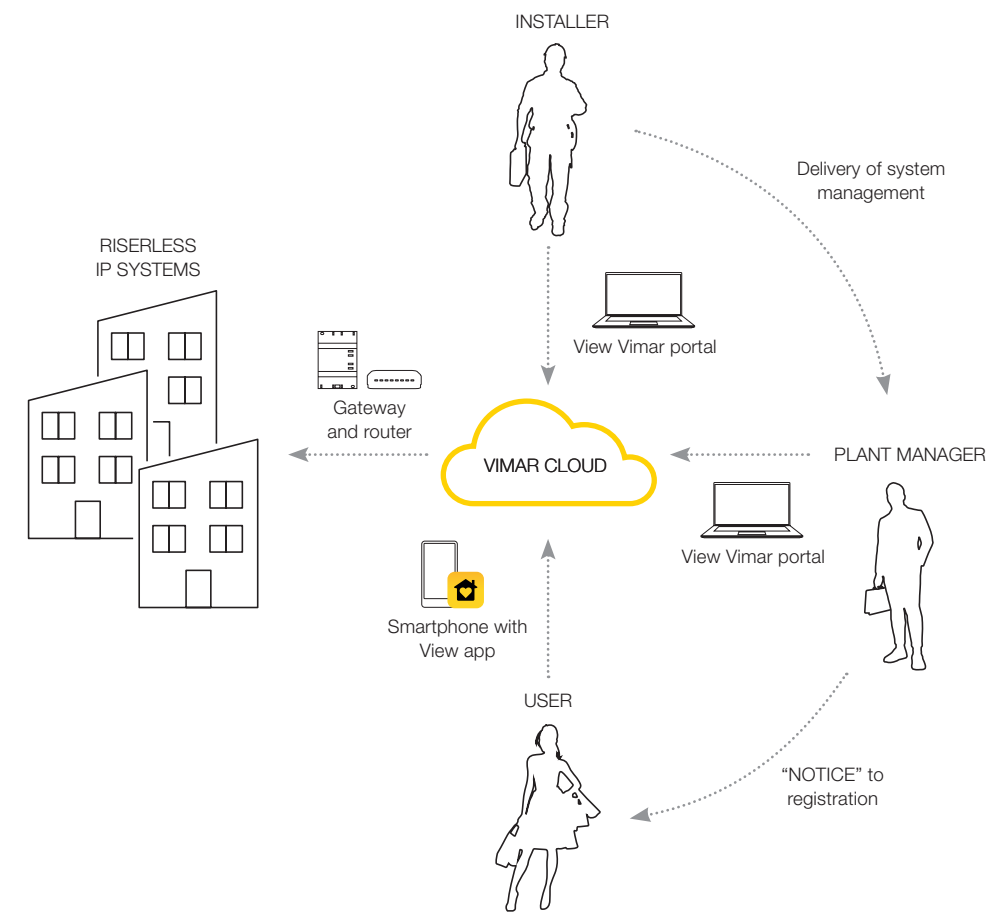 INSTALLER
Delivery of system
management
RISERLESS
IP SYSTEMS
View Vimar portal
Gateway
and router
VIMAR CLOUD
PLANT MANAGER
View Vimar portal
Smartphone with
View app
USER
“NOTICE” to
registration